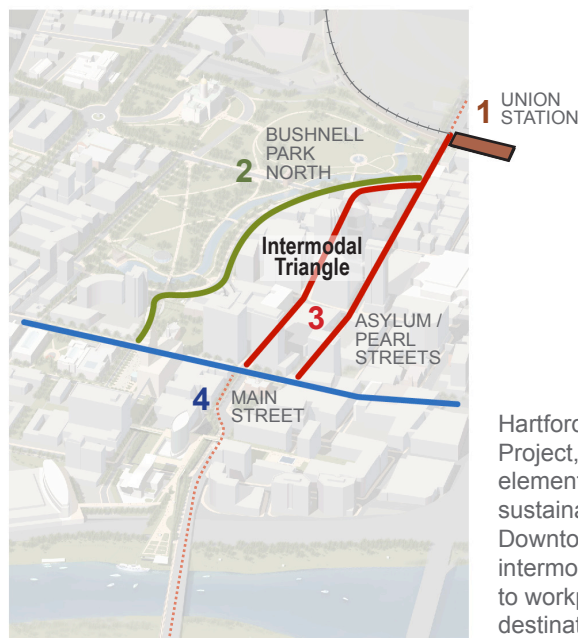 1 UNION
STATION
BUSHNELL
PARK
2 NORTH
Intermodal
Triangle
3
ASYLUM /
PEARL
STREETS
4 MAIN
STREET
Hartford
Project,
element
sustaina
Downto
intermo
to workp
destinat